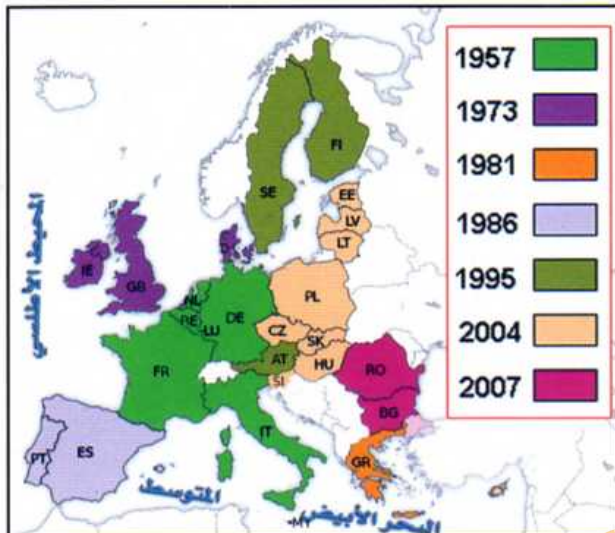 1957
1973
1981
1986
1995
2004
2007
FI
SE
EE
LV
LT
IE
GB
D
NL
BE
LU
DE
PL
CZ
SK
AT
HU
SI
FR
RO
BG
IT
ES
PT
GR
MT
المحيط الأطلسي
البحر الأبيض
المتوسط